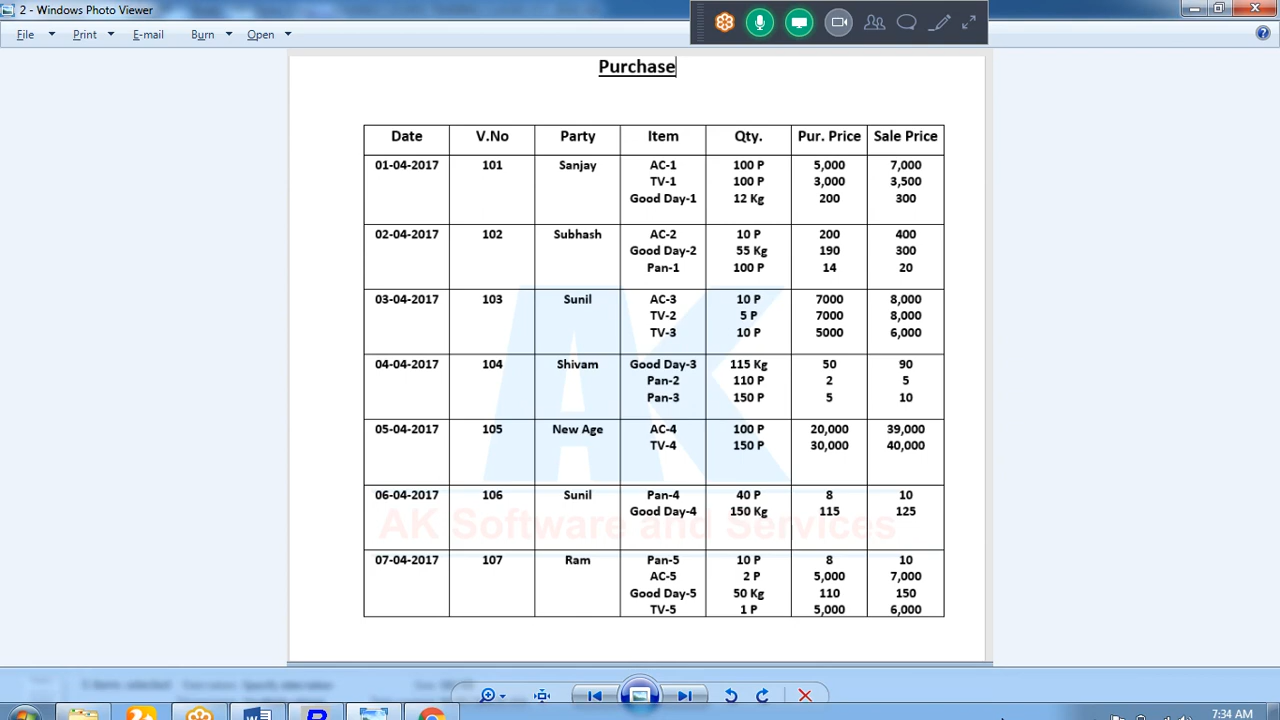 2 - Windows Photo Viewer
File Print E-mail Burn Open
Purchase
Date V.No Party Item Qty. Pur. Price Sale Price
01-04-2017 101 Sanjay AC-1 100 P 5,000 7,000
TV-1 100 P 3,000 3,500
Good Day-1 12 Kg 200 300
02-04-2017 102 Subhash AC-2 10 P 200 400
Good Day-2 55 Kg 190 300
Pan-1 100 P 14 20
03-04-2017 103 Sunil AC-3 10 P 7000 8,000
TV-2 5 P 7000 8,000
TV-3 10 P 5000 6,000
04-04-2017 104 Shivam Good Day-3 115 Kg 50 90
Pan-2 110 P 2 5
Pan-3 150 P 5 10
05-04-2017 105 New Age AC-4 100 P 20,000 39,000
TV-4 150 P 30,000 40,000
06-04-2017 106 Sunil Pan-4 40 P 8 10
Good Day-4 150 Kg 115 125
AK Software and Services
07-04-2017 107 Ram Pan-5 10 P 8 10
AC-5 2 P 5,000 7,000
Good Day-5 50 Kg 110 150
TV-5 1 P 5,000 6,000
7:34 AM